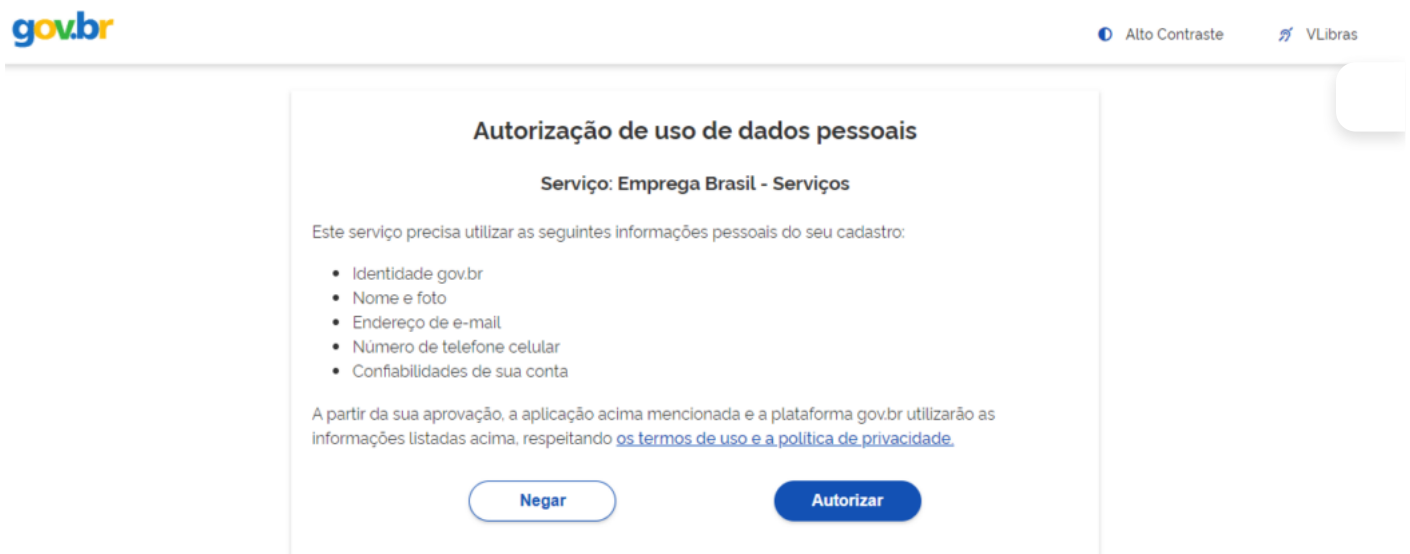 gov.br
Alto Contraste
VLibras
Autorização de uso de dados pessoais
Serviço: Emprega Brasil - Serviços
Este serviço precisa utilizar as seguintes informações pessoais do seu cadastro:
Identidade gov.br
Nome e foto
Endereço de e-mail
Número de telefone celular
Confiabilidades de sua conta
A partir da sua aprovação, a aplicação acima mencionada e a plataforma gov.br utilizarão as
informações listadas acima, respeitando os termos de uso e a política de privacidade.
Negar
Autorizar